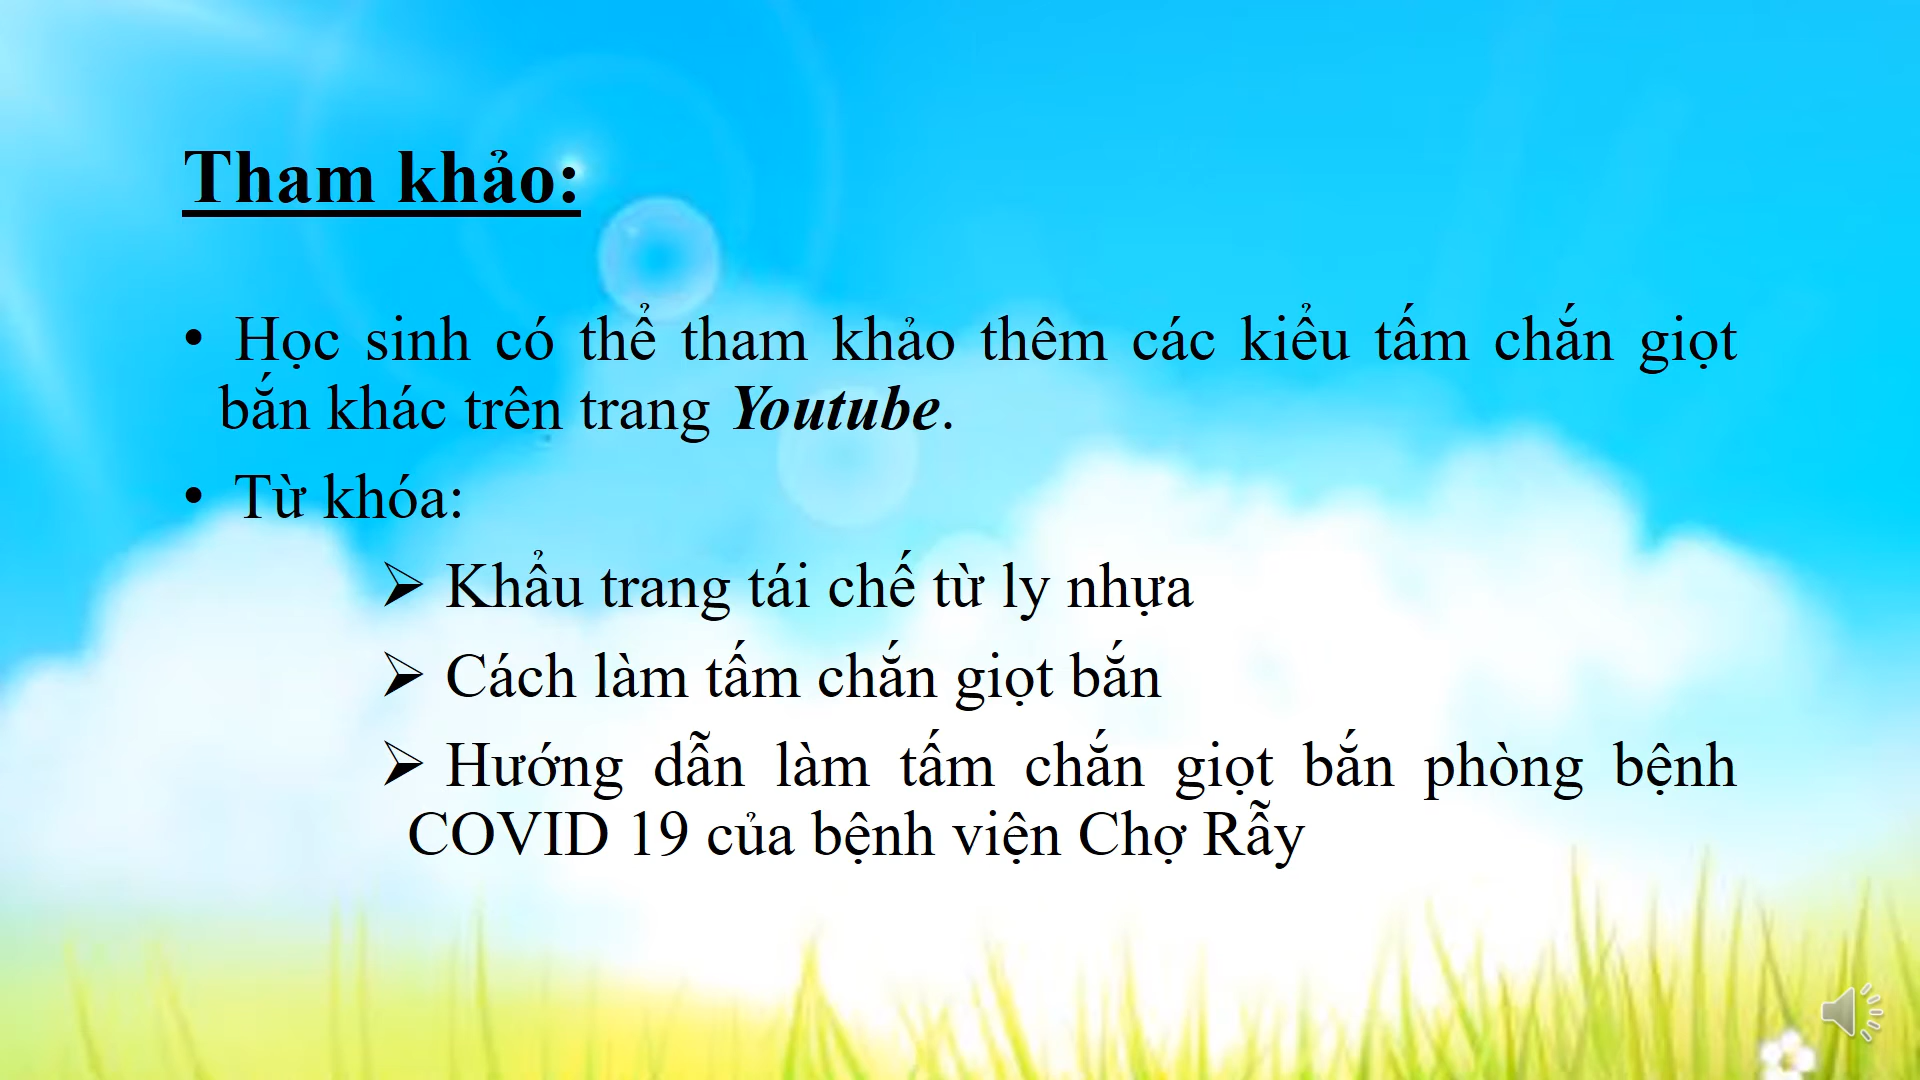 Tham khảo:
• Học sinh có thể tham khảo thêm các kiểu tấm chắn giọt
bắn khác trên trang Youtube.
• Từ khóa:
➢ Khẩu trang tái chế từ ly nhựa
➢ Cách làm tấm chắn giọt bắn
➢ Hướng dẫn làm tấm chắn giọt bắn phòng bệnh
COVID 19 của bệnh viện Chợ Rẫy